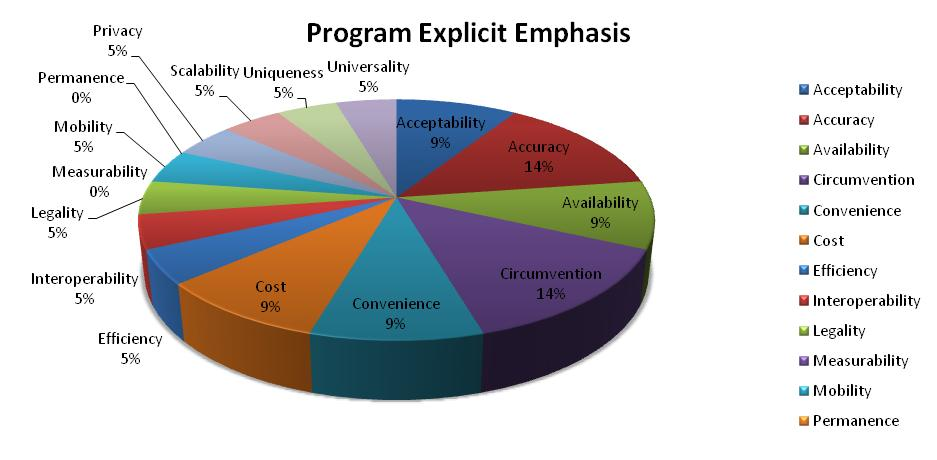 Program Explicit Emphasis
Privacy
5%
Permanence
0%
Mobility
5%
Measurability
0%
Legality
5%
Interoperability
5%
Efficiency
5%
Scalability
5%
Uniqueness
5%
Universality
5%
Acceptability
9%
Accuracy
14%
Availability
9%
Circumvention
14%
Convenience
9%
Cost
9%
Acceptability
Accuracy
Availability
Circumvention
Convenience
Cost
Efficiency
Interoperability
Legality
Measurability
Mobility
Permanence